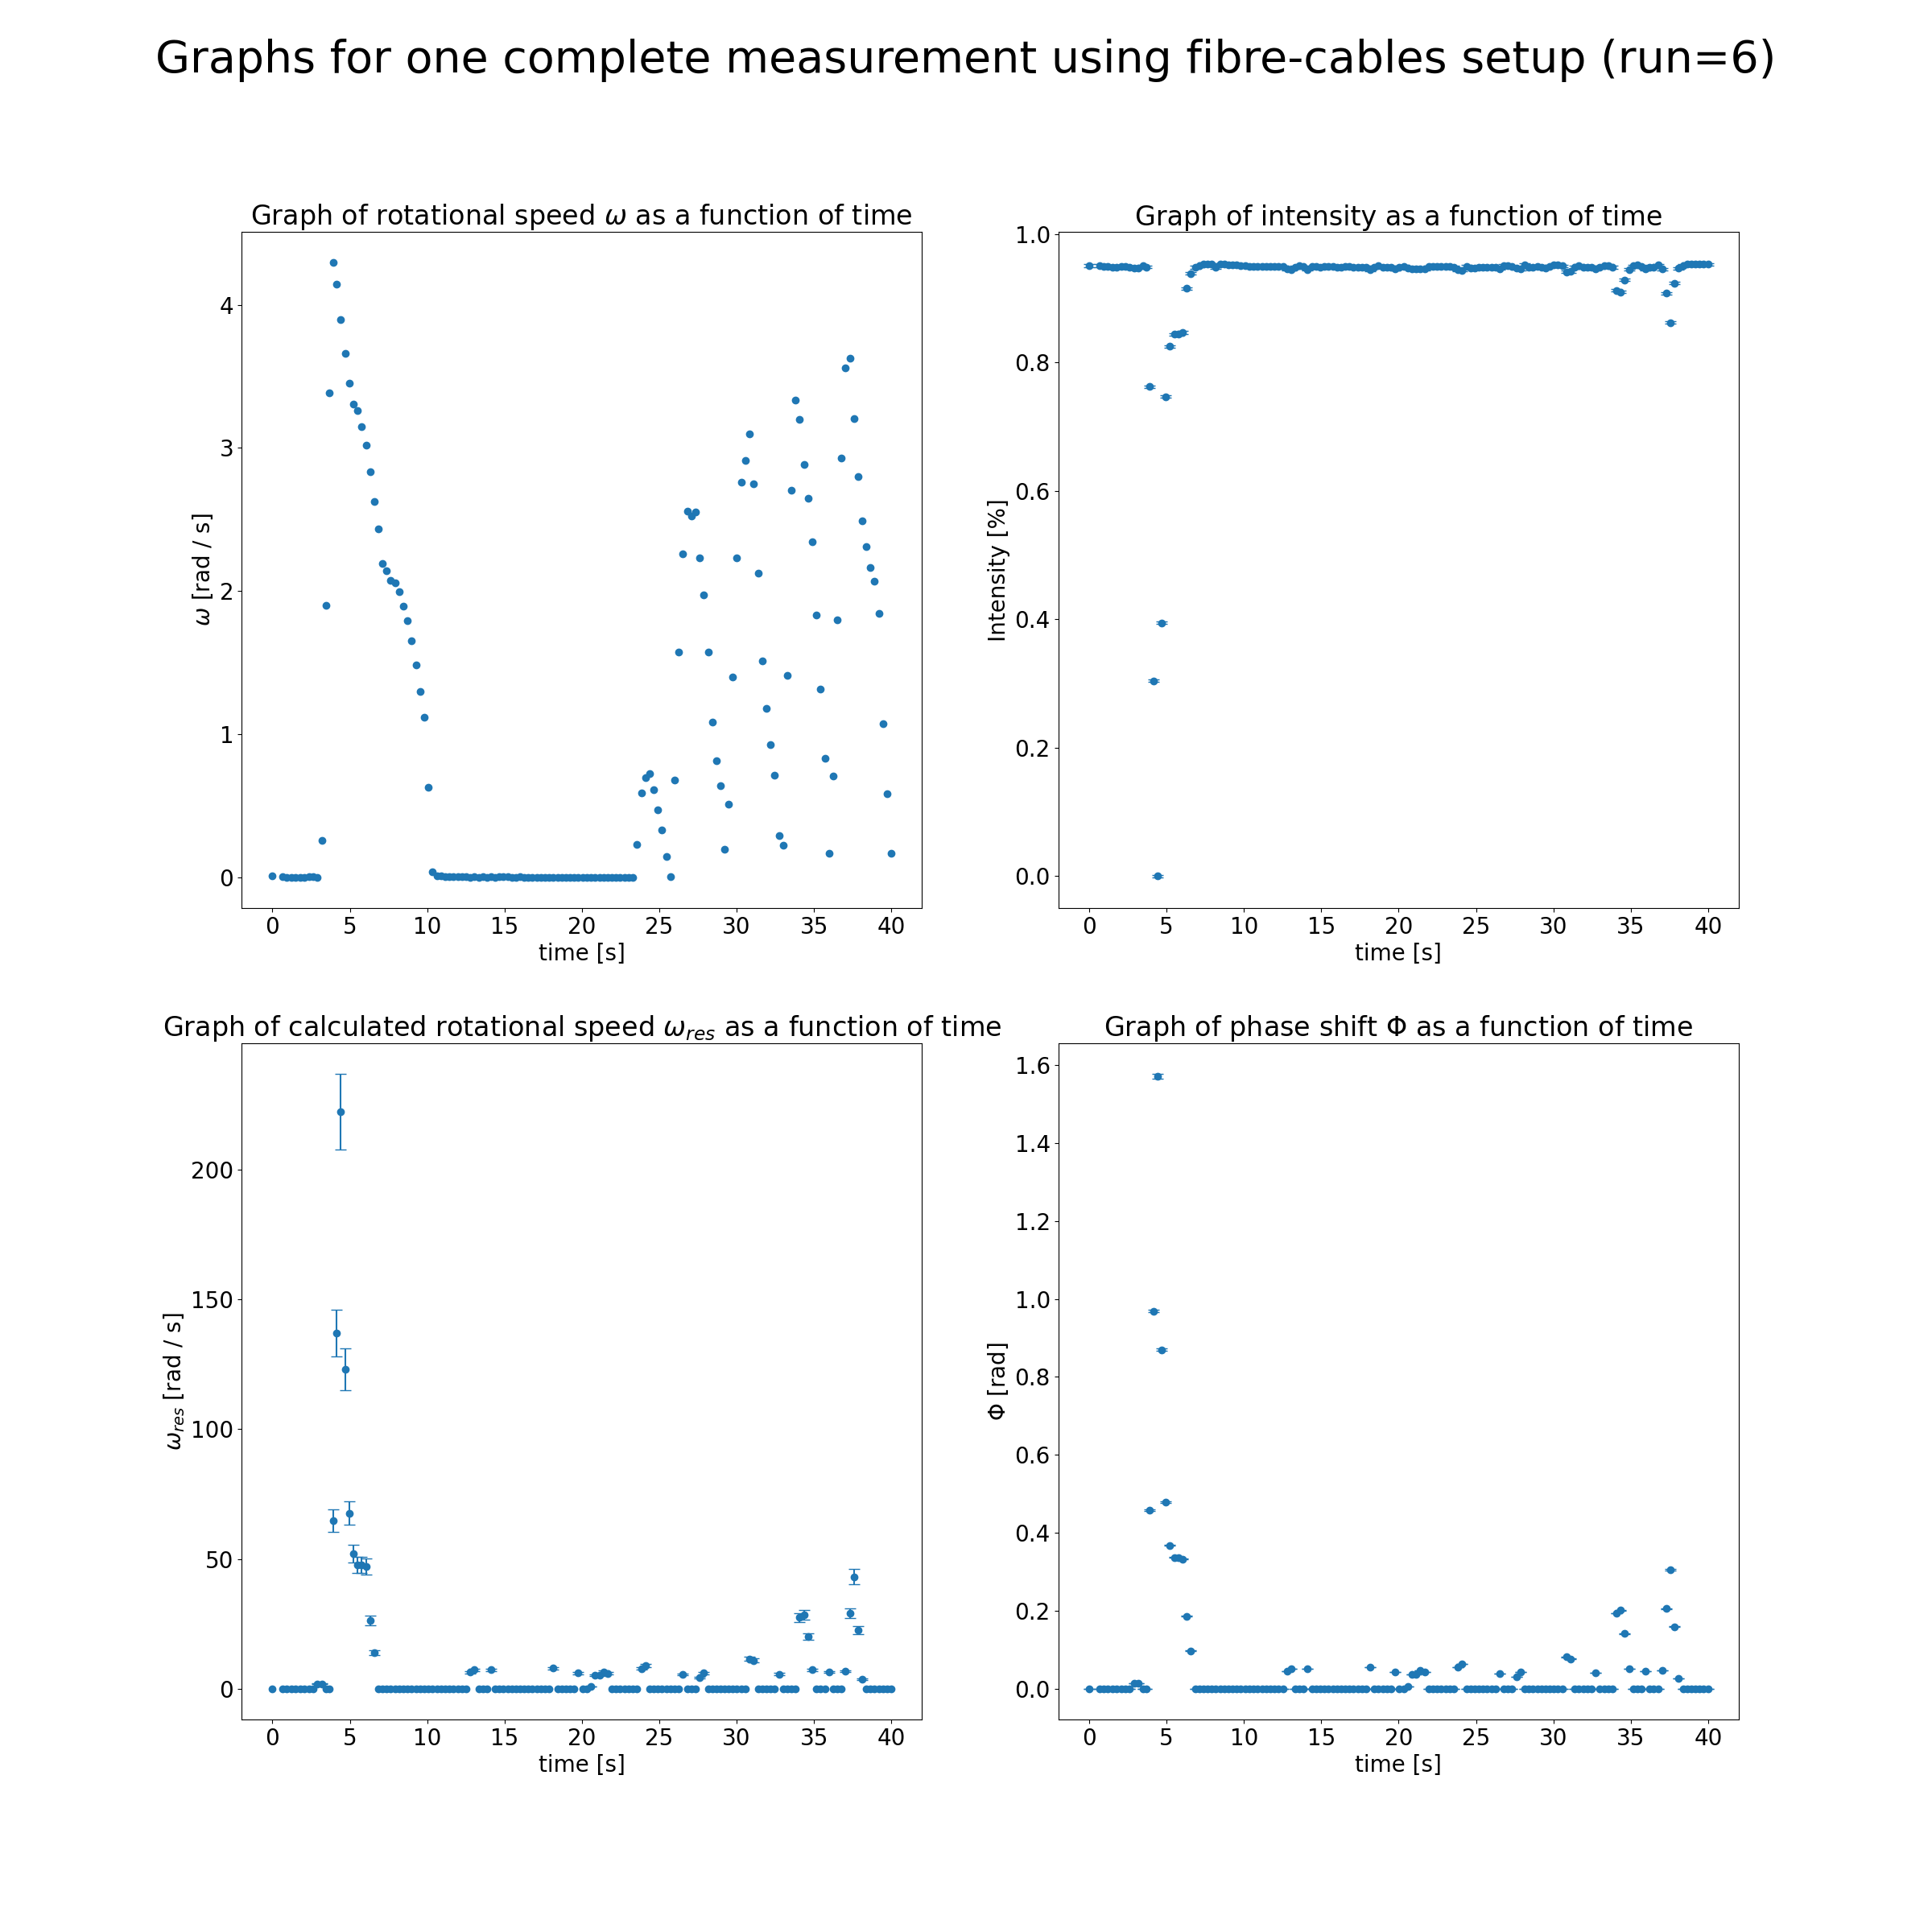 Graphs for one complete measurement using fibre-cables setup (run=6)
Graph of rotational speed ω as a function of time
4
3
2
1
0
ω [rad / s]
0 5 10 15 20 25 30 35 40
time [s]
Graph of intensity as a function of time
1.0
0.8
0.6
0.4
0.2
0.0
Intensity [%]
0 5 10 15 20 25 30 35 40
time [s]
Graph of calculated rotational speed ω_res as a function of time
200
150
100
50
0
ω_res [rad / s]
0 5 10 15 20 25 30 35 40
time [s]
Graph of phase shift Φ as a function of time
1.6
1.4
1.2
1.0
0.8
0.6
0.4
0.2
0.0
Φ [rad]
0 5 10 15 20 25 30 35 40
time [s]